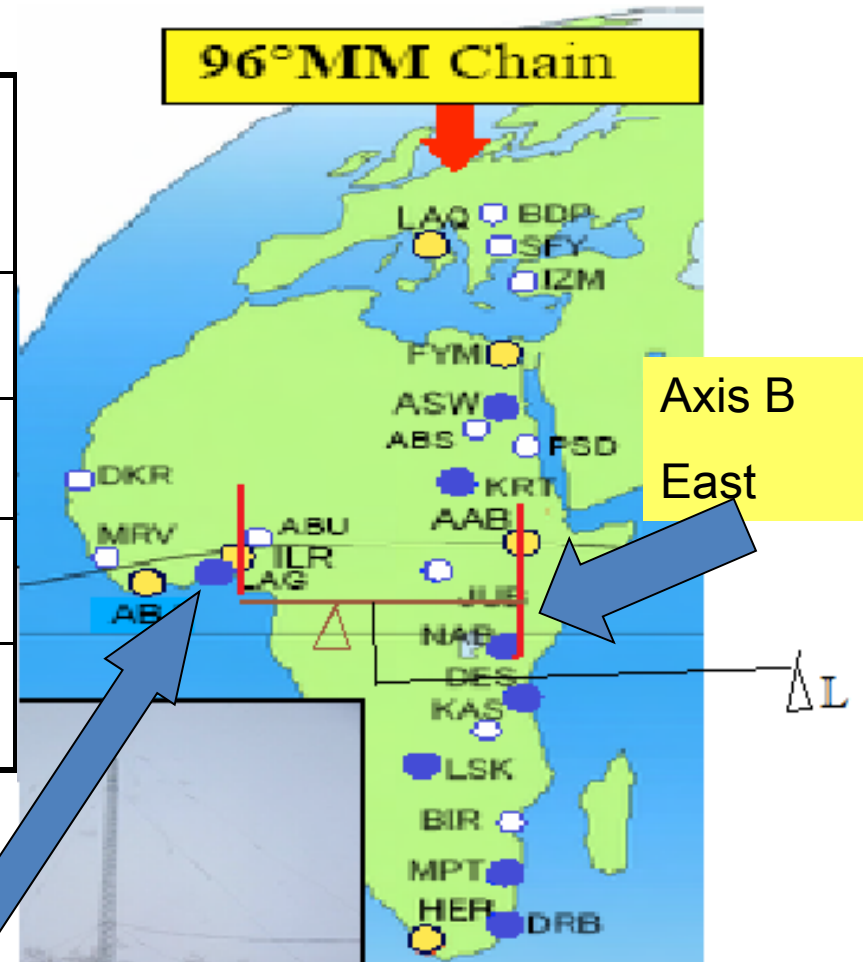 96°MM Chain
LAQ
BDP
SFY
IZM
FYM
Axis B
East
ASW
ABS
PSD
DKR
KRT
MRV
ABU
AAB
ILR
LAG
AB
JUB
NAB
DES
KAS
Δ L
LSK
BIR
MPT
HER
DRB